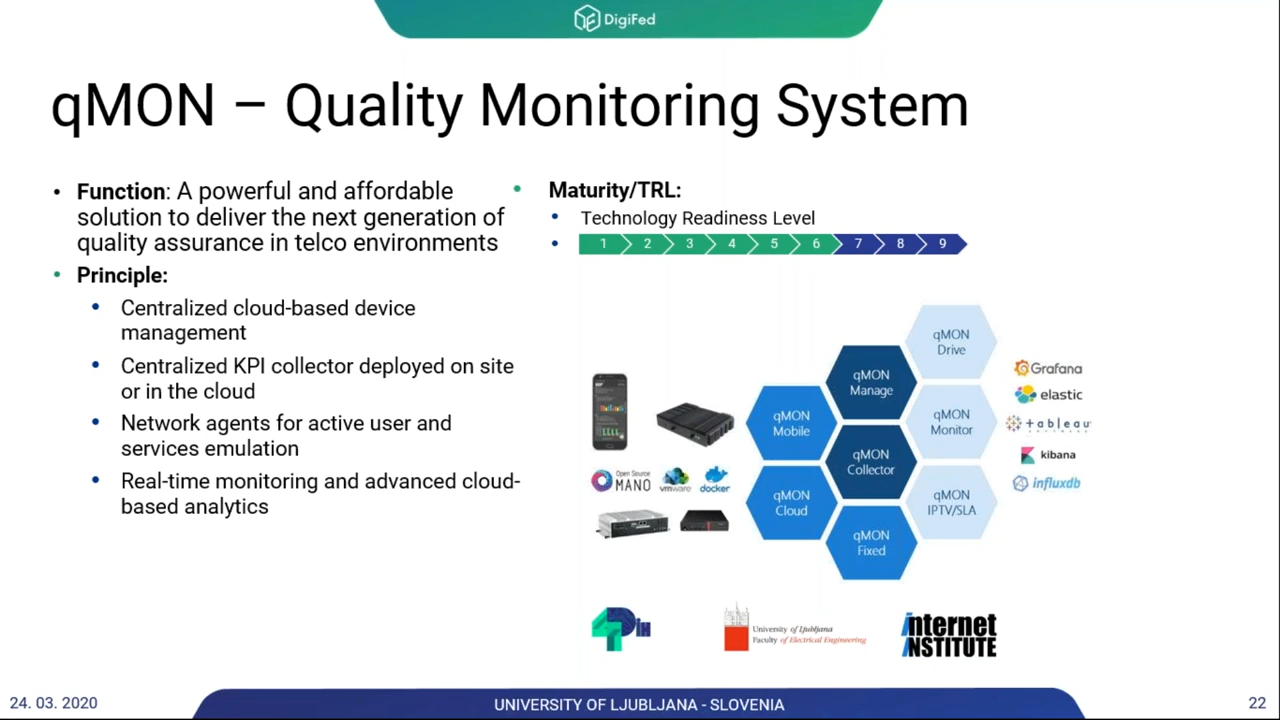 DigiFed
qMON – Quality Monitoring System
• Function: A powerful and affordable
solution to deliver the next generation of
quality assurance in telco environments
• Principle:
• Centralized cloud-based device
management
• Centralized KPI collector deployed on site
or in the cloud
• Network agents for active user and
services emulation
• Real-time monitoring and advanced cloud-
based analytics
• Maturity/TRL:
• Technology Readiness Level
• 1 2 3 4 5 6 7 8 9
OPEN SOURCE
MANO
vmware
docker
qMON
Mobile
qMON
Cloud
qMON
Manage
qMON
Collector
qMON
Fixed
qMON
Drive
qMON
Monitor
qMON
IPTV/SLA
Grafana
elastic
+ableau
SOFTWARE
kibana
influxdb
4PDIH
University of Ljubljana
Faculty of Electrical Engineering
internet
INSTITUTE
24. 03. 2020
UNIVERSITY OF LJUBLJANA - SLOVENIA
22